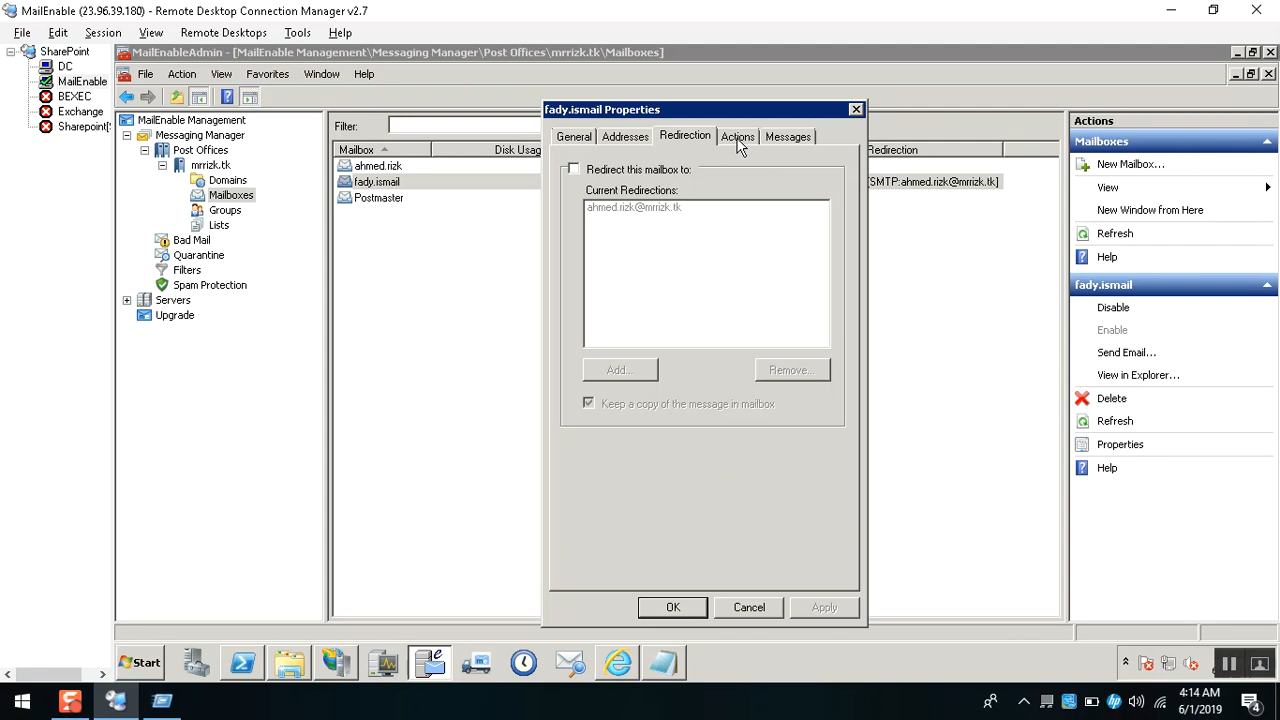 MailEnable (23.96.39.180) - Remote Desktop Connection Manager v2.7
File Edit Session View Remote Desktops Tools Help
SharePoint
DC
MailEnable
BEXEC
Exchange
Sharepoint[
MailEnableAdmin - [MailEnable Management\Messaging Manager\Post Offices\mrrizk.tk\Mailboxes]
File Action View Favorites Window Help
MailEnable Management
Messaging Manager
Post Offices
mrrizk.tk
Domains
Mailboxes
Groups
Lists
Bad Mail
Quarantine
Filters
Spam Protection
Servers
Upgrade
Filter:
Mailbox Disk Usag
ahmed.rizk
fady.ismail
Postmaster
Redirection
[SMTP:ahmed.rizk@mrrizk.tk]
fady.ismail Properties
General Addresses Redirection Actions Messages
Redirect this mailbox to:
Current Redirections:
ahmed.rizk@mrrizk.tk
Add... Remove...
Keep a copy of the message in mailbox
OK Cancel Apply
Actions
Mailboxes
New Mailbox...
View
New Window from Here
Refresh
Help
fady.ismail
Disable
Enable
Send Email...
View in Explorer...
Delete
Refresh
Properties
Help
Start
4:14 AM
6/1/2019
4